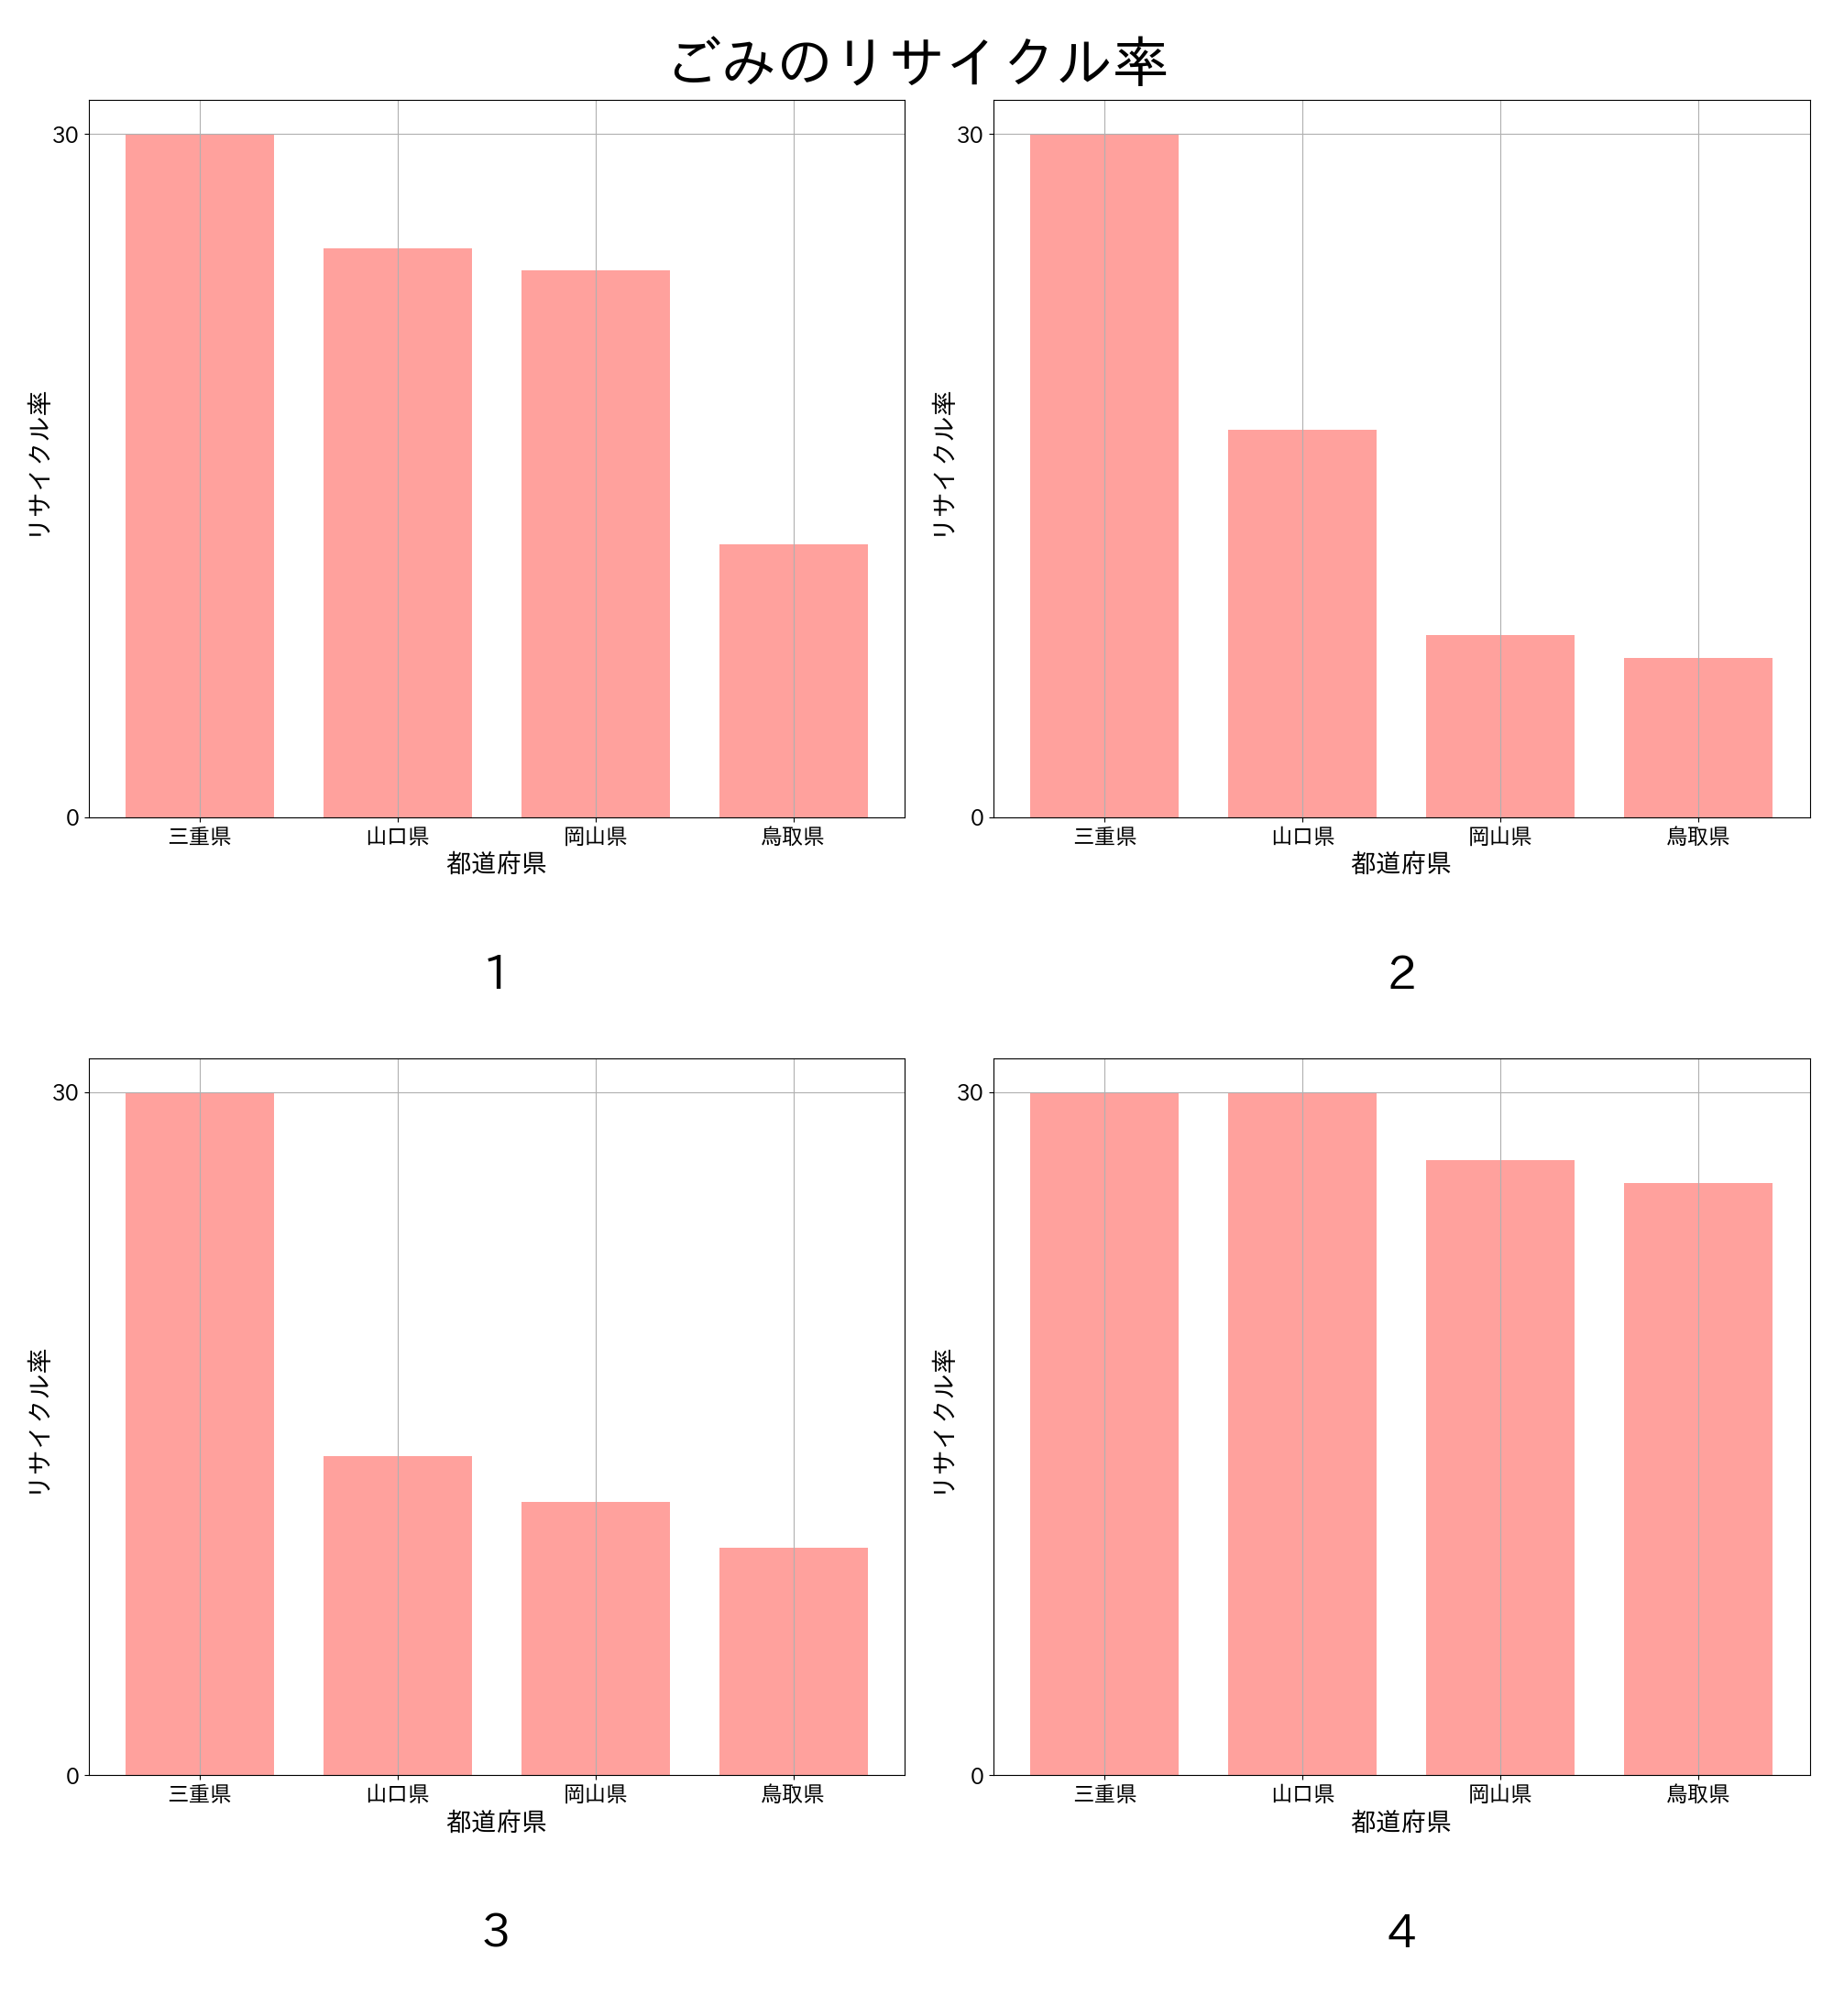 ごみのリサイクル率
30
0
リサイクル率
三重県 山口県 岡山県 鳥取県
都道府県
1
30
0
リサイクル率
三重県 山口県 岡山県 鳥取県
都道府県
2
30
0
リサイクル率
三重県 山口県 岡山県 鳥取県
都道府県
3
30
0
リサイクル率
三重県 山口県 岡山県 鳥取県
都道府県
4